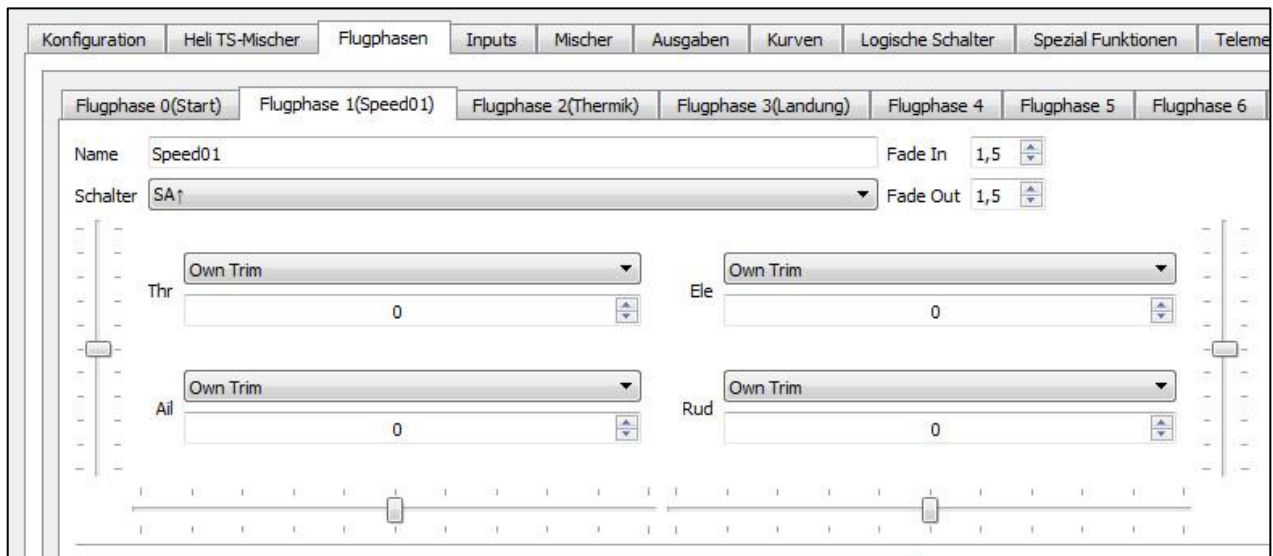 Konfiguration Heli TS-Mischer Flugphasen Inputs Mischer Ausgaben Kurven Logische Schalter Spezial Funktionen Teleme
Flugphase 0(Start) Flugphase 1(Speed01) Flugphase 2(Thermik) Flugphase 3(Landung) Flugphase 4 Flugphase 5 Flugphase 6
Name Speed01 Fade In 1,5
Schalter SA↑ Fade Out 1,5
Own Trim Own Trim
Thr Ele
0 0
Own Trim Own Trim
Ail Rud
0 0